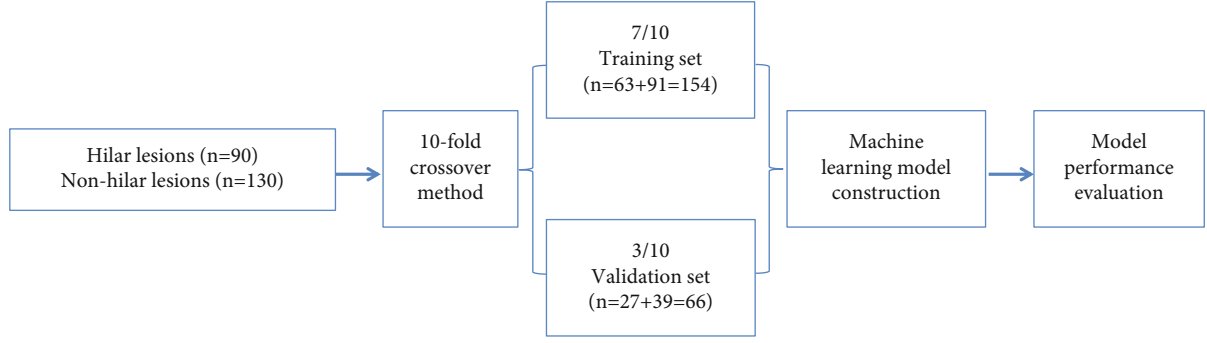 Hilar lesions (n=90)
Non-hilar lesions (n=130)
10-fold
crossover
method
7/10
Training set
(n=63+91=154)
3/10
Validation set
(n=27+39=66)
Machine
learning model
construction
Model
performance
evaluation